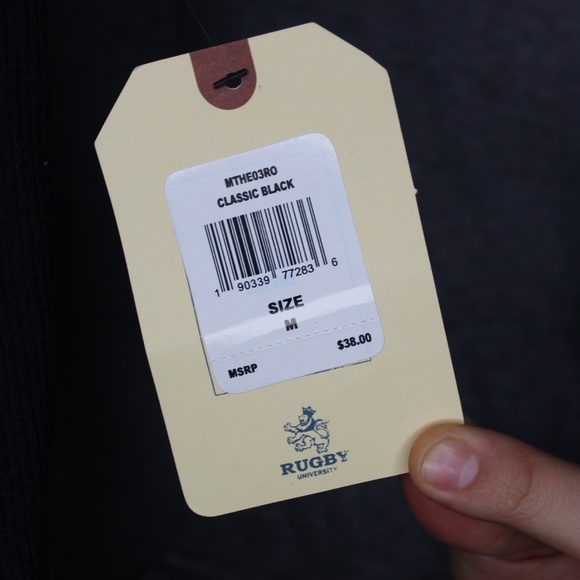 MTHE03RO
CLASSIC BLACK
1 90339 77283 6
SIZE
M
MSRP $38.00
RUGBY
UNIVERSITY